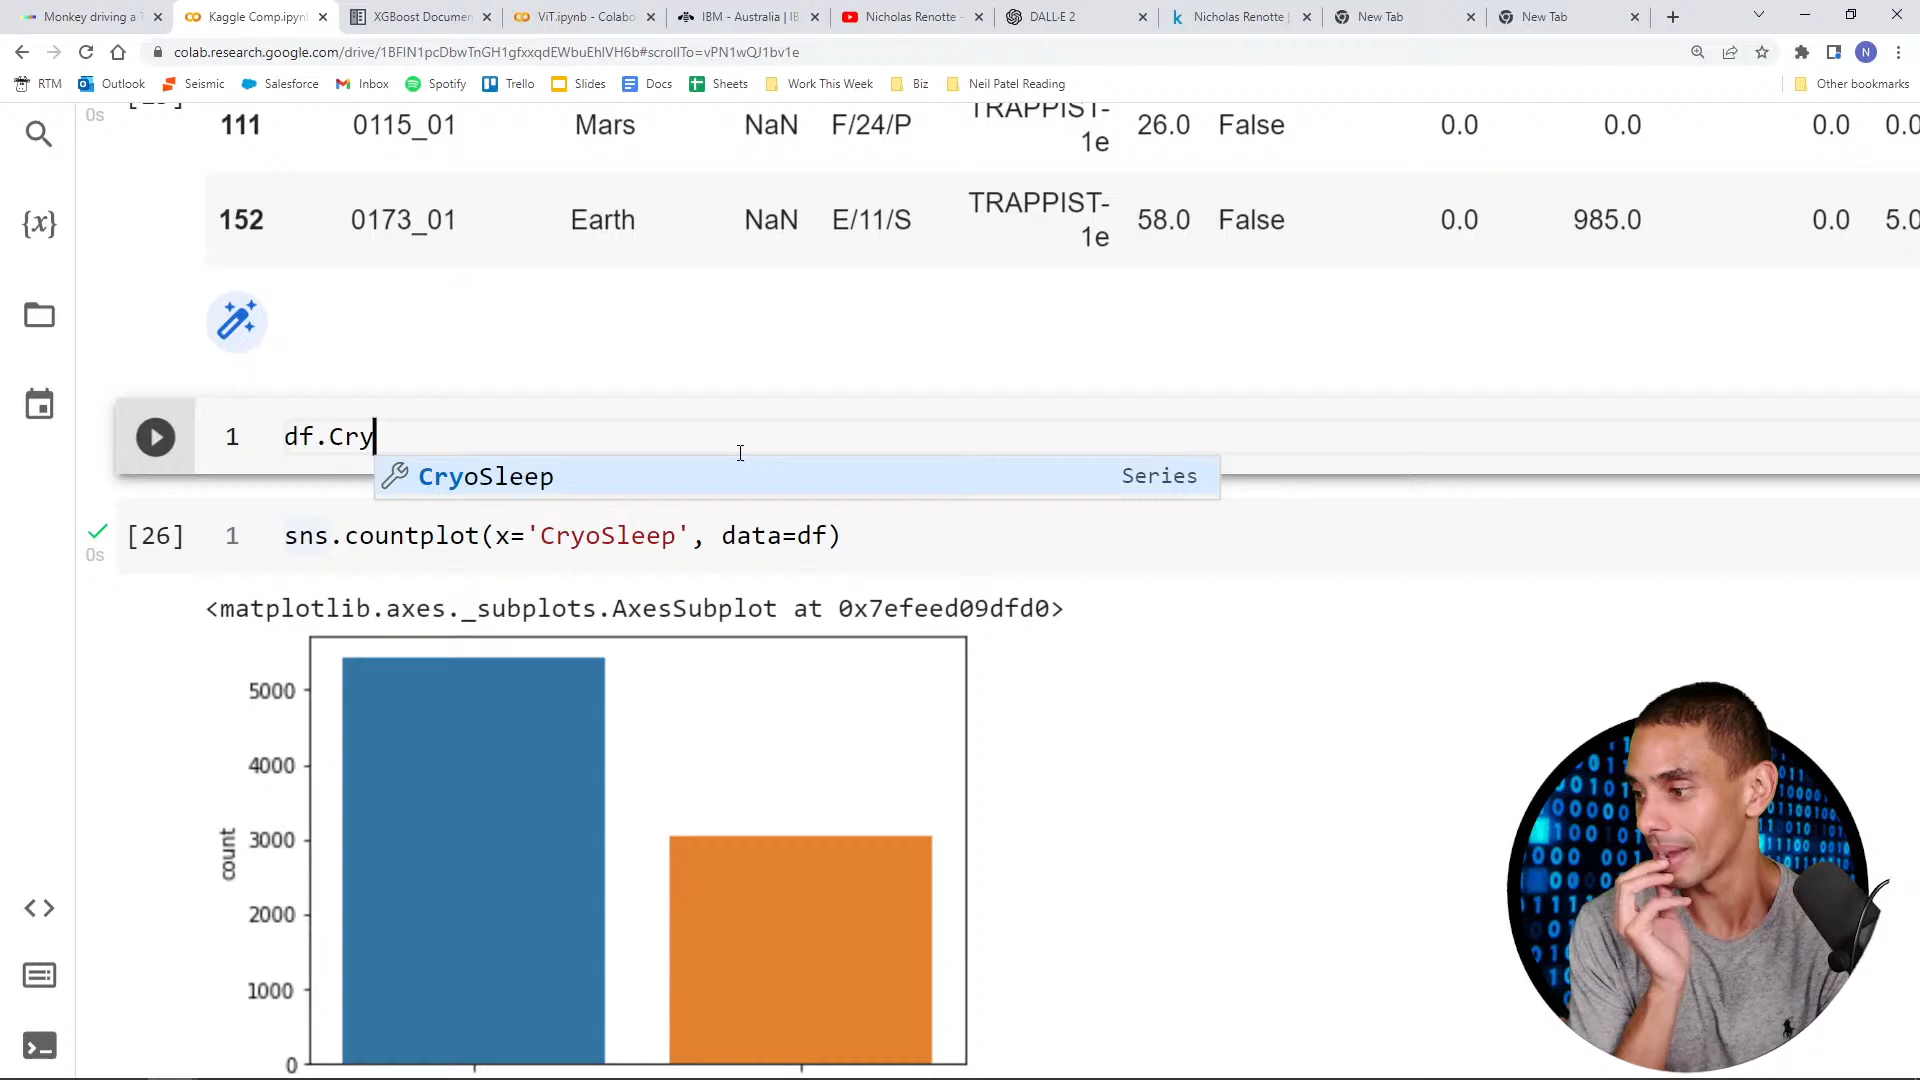 Monkey driving a T
Kaggle Comp.ipynb
XGBoost Documen
ViT.ipynb - Colabo
IBM - Australia | IB
Nicholas Renotte -
DALL·E 2
Nicholas Renotte |
New Tab
New Tab
colab.research.google.com/drive/1BFIN1pcDbwTnGH1gfxxqdEWbuEhlVH6b#scrollTo=vPN1wQJ1bv1e
RTM Outlook Seismic Salesforce Inbox Spotify Trello Slides Docs Sheets Work This Week Biz Neil Patel Reading Other bookmarks
0s
111 0115_01 Mars NaN F/24/P TRAPPIST-1e 26.0 False 0.0 0.0 0.0 0.0
152 0173_01 Earth NaN E/11/S TRAPPIST-1e 58.0 False 0.0 985.0 0.0 5.0
{x}
1 df.Cry
CryoSleep Series
[26] 1 sns.countplot(x='CryoSleep', data=df)
0s
<matplotlib.axes._subplots.AxesSubplot at 0x7efeed09dfd0>
5000
4000
3000
2000
1000
0
count